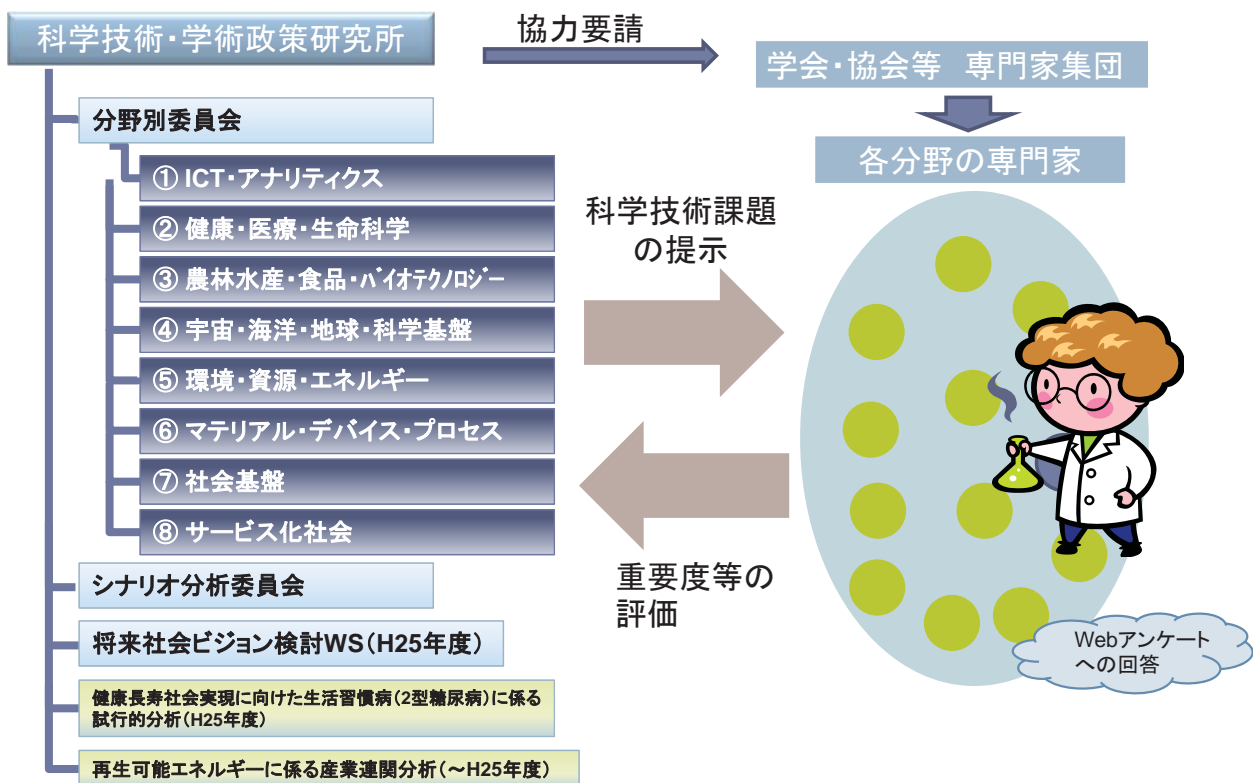 科学技術・学術政策研究所
協力要請
学会・協会等 専門家集団
各分野の専門家
分野別委員会
① ICT・アナリティクス
② 健康・医療・生命科学
③ 農林水産・食品・ﾊﾞｲｵﾃｸﾉﾛｼﾞｰ
④ 宇宙・海洋・地球・科学基盤
⑤ 環境・資源・エネルギー
⑥ マテリアル・デバイス・プロセス
⑦ 社会基盤
⑧ サービス化社会
シナリオ分析委員会
将来社会ビジョン検討WS(H25年度)
健康長寿社会実現に向けた生活習慣病(2型糖尿病)に係る
試行的分析(H25年度)
再生可能エネルギーに係る産業連関分析(～H25年度)
科学技術課題
の提示
重要度等の
評価
Webアンケート
への回答